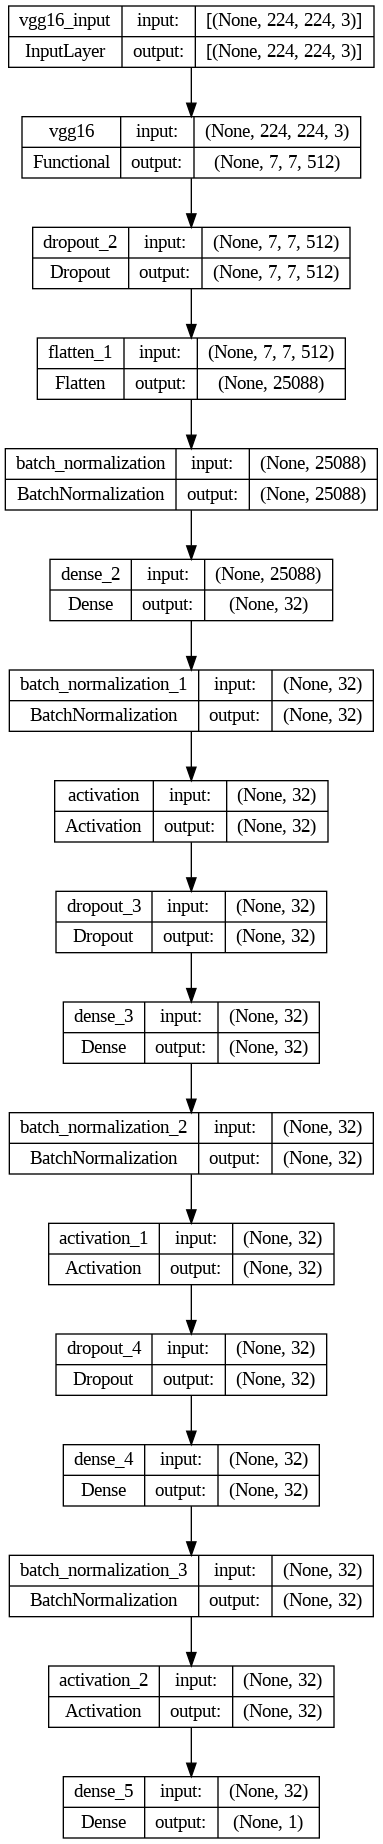 vgg16_input input: [(None, 224, 224, 3)]
InputLayer output: [(None, 224, 224, 3)]
vgg16 input: (None, 224, 224, 3)
Functional output: (None, 7, 7, 512)
dropout_2 input: (None, 7, 7, 512)
Dropout output: (None, 7, 7, 512)
flatten_1 input: (None, 7, 7, 512)
Flatten output: (None, 25088)
batch_normalization input: (None, 25088)
BatchNormalization output: (None, 25088)
dense_2 input: (None, 25088)
Dense output: (None, 32)
batch_normalization_1 input: (None, 32)
BatchNormalization output: (None, 32)
activation input: (None, 32)
Activation output: (None, 32)
dropout_3 input: (None, 32)
Dropout output: (None, 32)
dense_3 input: (None, 32)
Dense output: (None, 32)
batch_normalization_2 input: (None, 32)
BatchNormalization output: (None, 32)
activation_1 input: (None, 32)
Activation output: (None, 32)
dropout_4 input: (None, 32)
Dropout output: (None, 32)
dense_4 input: (None, 32)
Dense output: (None, 32)
batch_normalization_3 input: (None, 32)
BatchNormalization output: (None, 32)
activation_2 input: (None, 32)
Activation output: (None, 32)
dense_5 input: (None, 32)
Dense output: (None, 1)